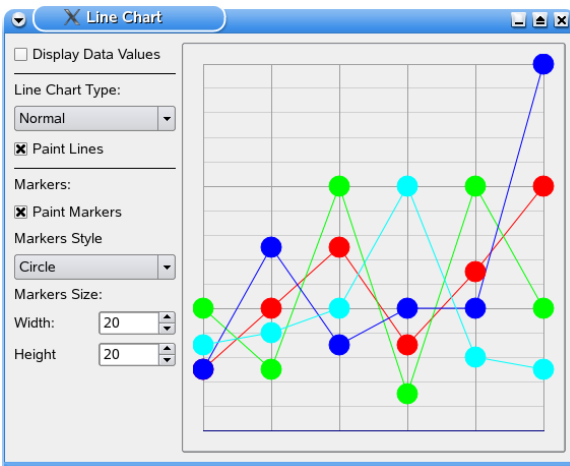 Line Chart
Display Data Values
Line Chart Type:
Normal
Paint Lines
Markers:
Paint Markers
Markers Style
Circle
Markers Size:
Width: 20
Height 20